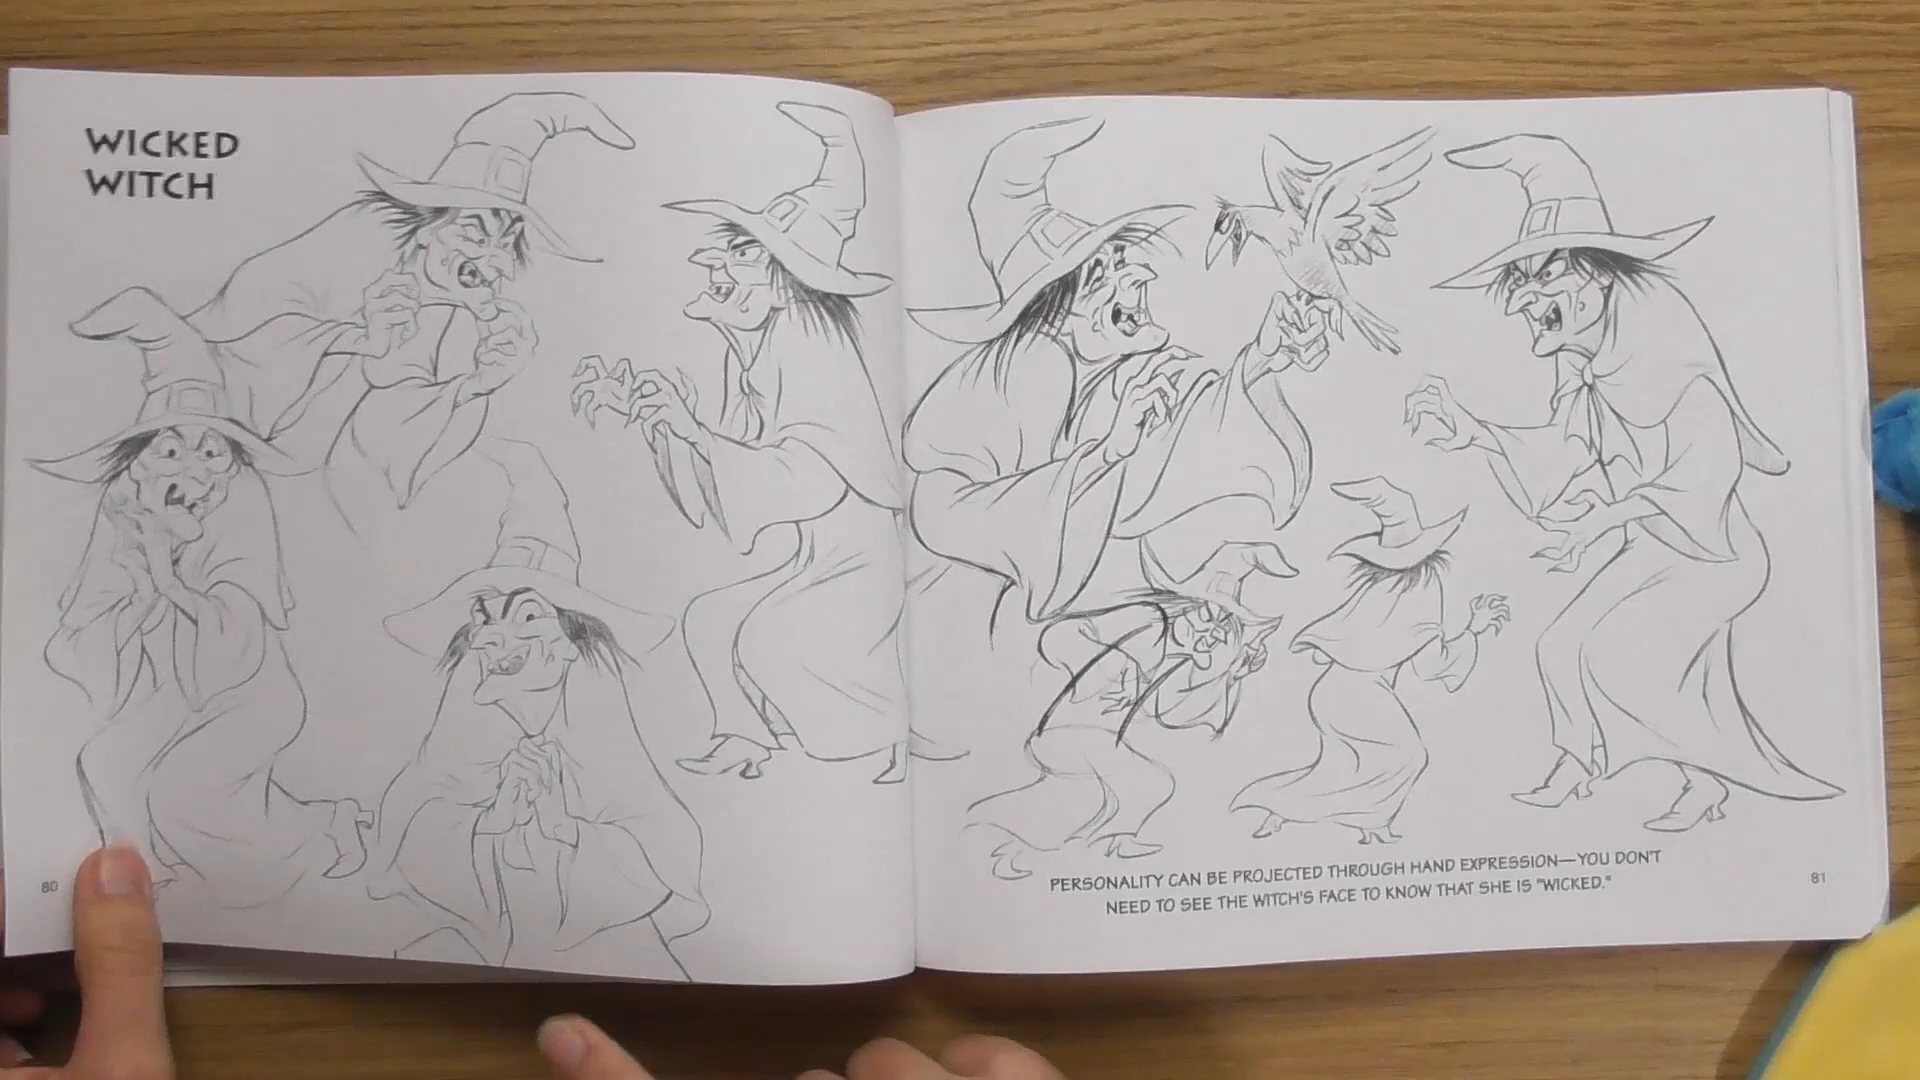 WICKED
WITCH
PERSONALITY CAN BE PROJECTED THROUGH HAND EXPRESSION—YOU DON'T
NEED TO SEE THE WITCH'S FACE TO KNOW THAT SHE IS "WICKED."
80
81